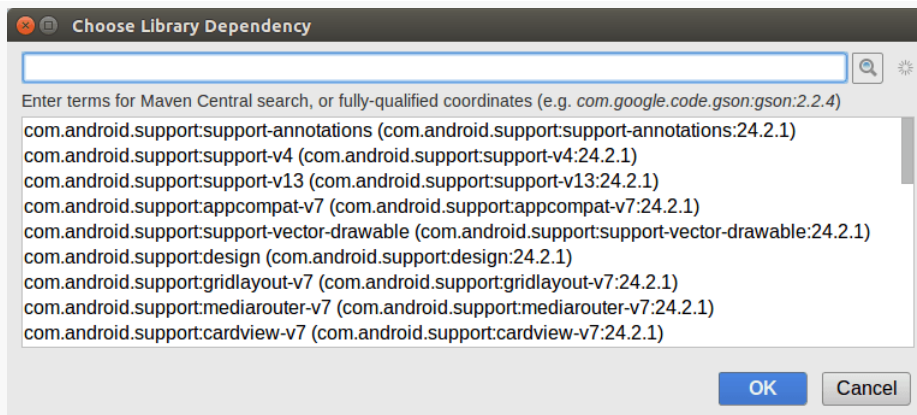 Choose Library Dependency
Enter terms for Maven Central search, or fully-qualified coordinates (e.g. com.google.code.gson:gson:2.2.4)
com.android.support:support-annotations (com.android.support:support-annotations:24.2.1)
com.android.support:support-v4 (com.android.support:support-v4:24.2.1)
com.android.support:support-v13 (com.android.support:support-v13:24.2.1)
com.android.support:appcompat-v7 (com.android.support:appcompat-v7:24.2.1)
com.android.support:support-vector-drawable (com.android.support:support-vector-drawable:24.2.1)
com.android.support:design (com.android.support:design:24.2.1)
com.android.support:gridlayout-v7 (com.android.support:gridlayout-v7:24.2.1)
com.android.support:mediarouter-v7 (com.android.support:mediarouter-v7:24.2.1)
com.android.support:cardview-v7 (com.android.support:cardview-v7:24.2.1)
OK Cancel